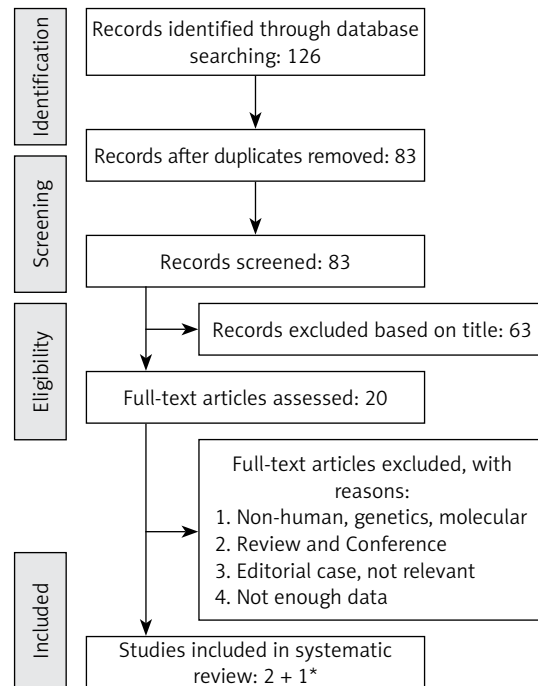 Identification
Records identified through database
searching: 126
Records after duplicates removed: 83
Screening
Records screened: 83
Eligibility
Records excluded based on title: 63
Full-text articles assessed: 20
Full-text articles excluded, with
reasons:
1. Non-human, genetics, molecular
2. Review and Conference
3. Editorial case, not relevant
4. Not enough data
Included
Studies included in systematic
review: 2 + 1*